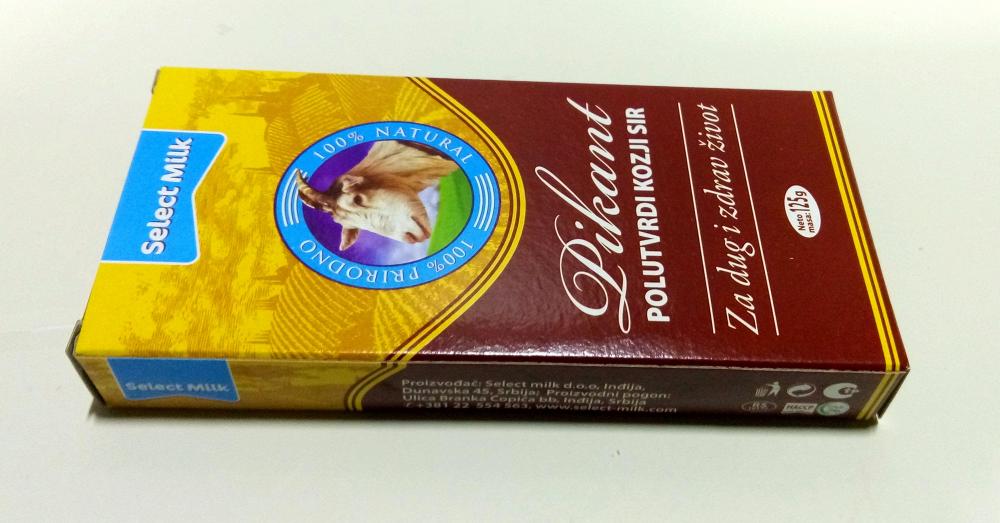 Select Milk
100% NATURAL
100% PRIRODNO
Pikant
POLUTVRDI KOZJI SIR
Za dug i zdrav život
Neto
masa: 125g
Select Milk
Proizvođač: Select milk d.o.o, Inđija,
Dunavska 45, Srbija; Proizvodni pogon:
Ulica Branka Ćopića bb, Inđija, Srbija
T.+381 22 554 563, www.select-milk.com
RS
HACCP